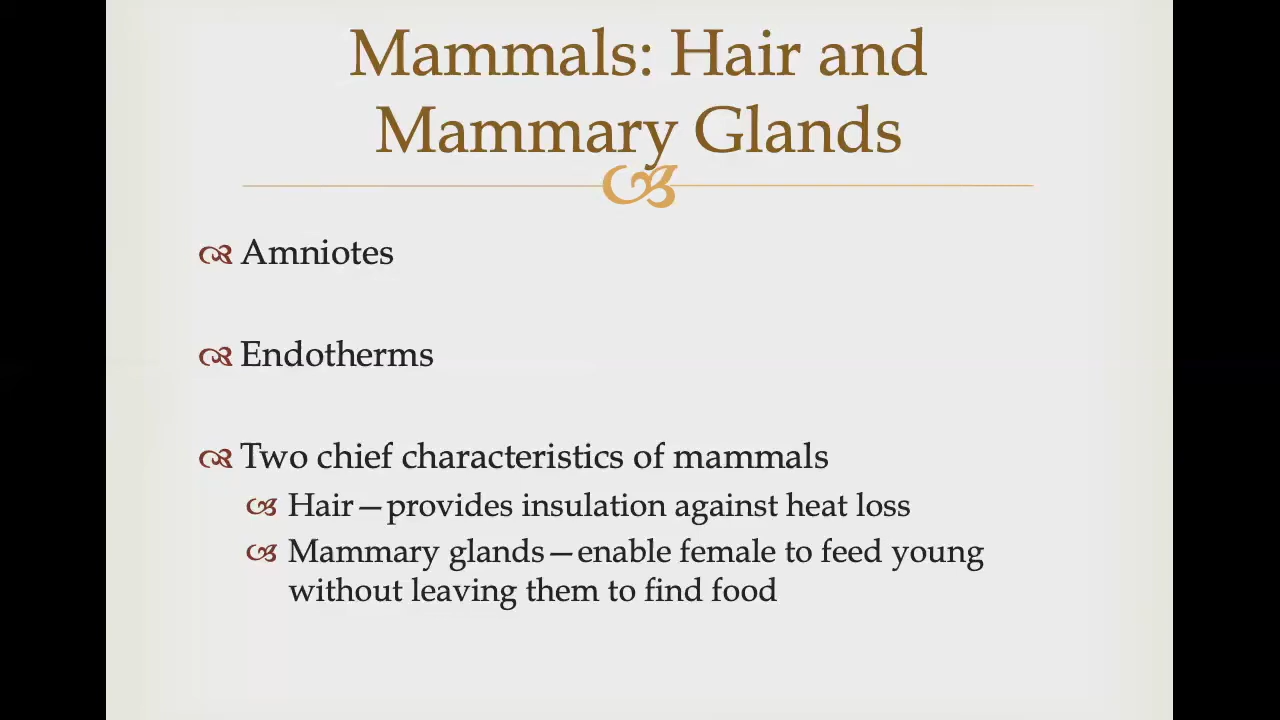 Mammals: Hair and
Mammary Glands
Amniotes
Endotherms
Two chief characteristics of mammals
Hair—provides insulation against heat loss
Mammary glands—enable female to feed young
without leaving them to find food